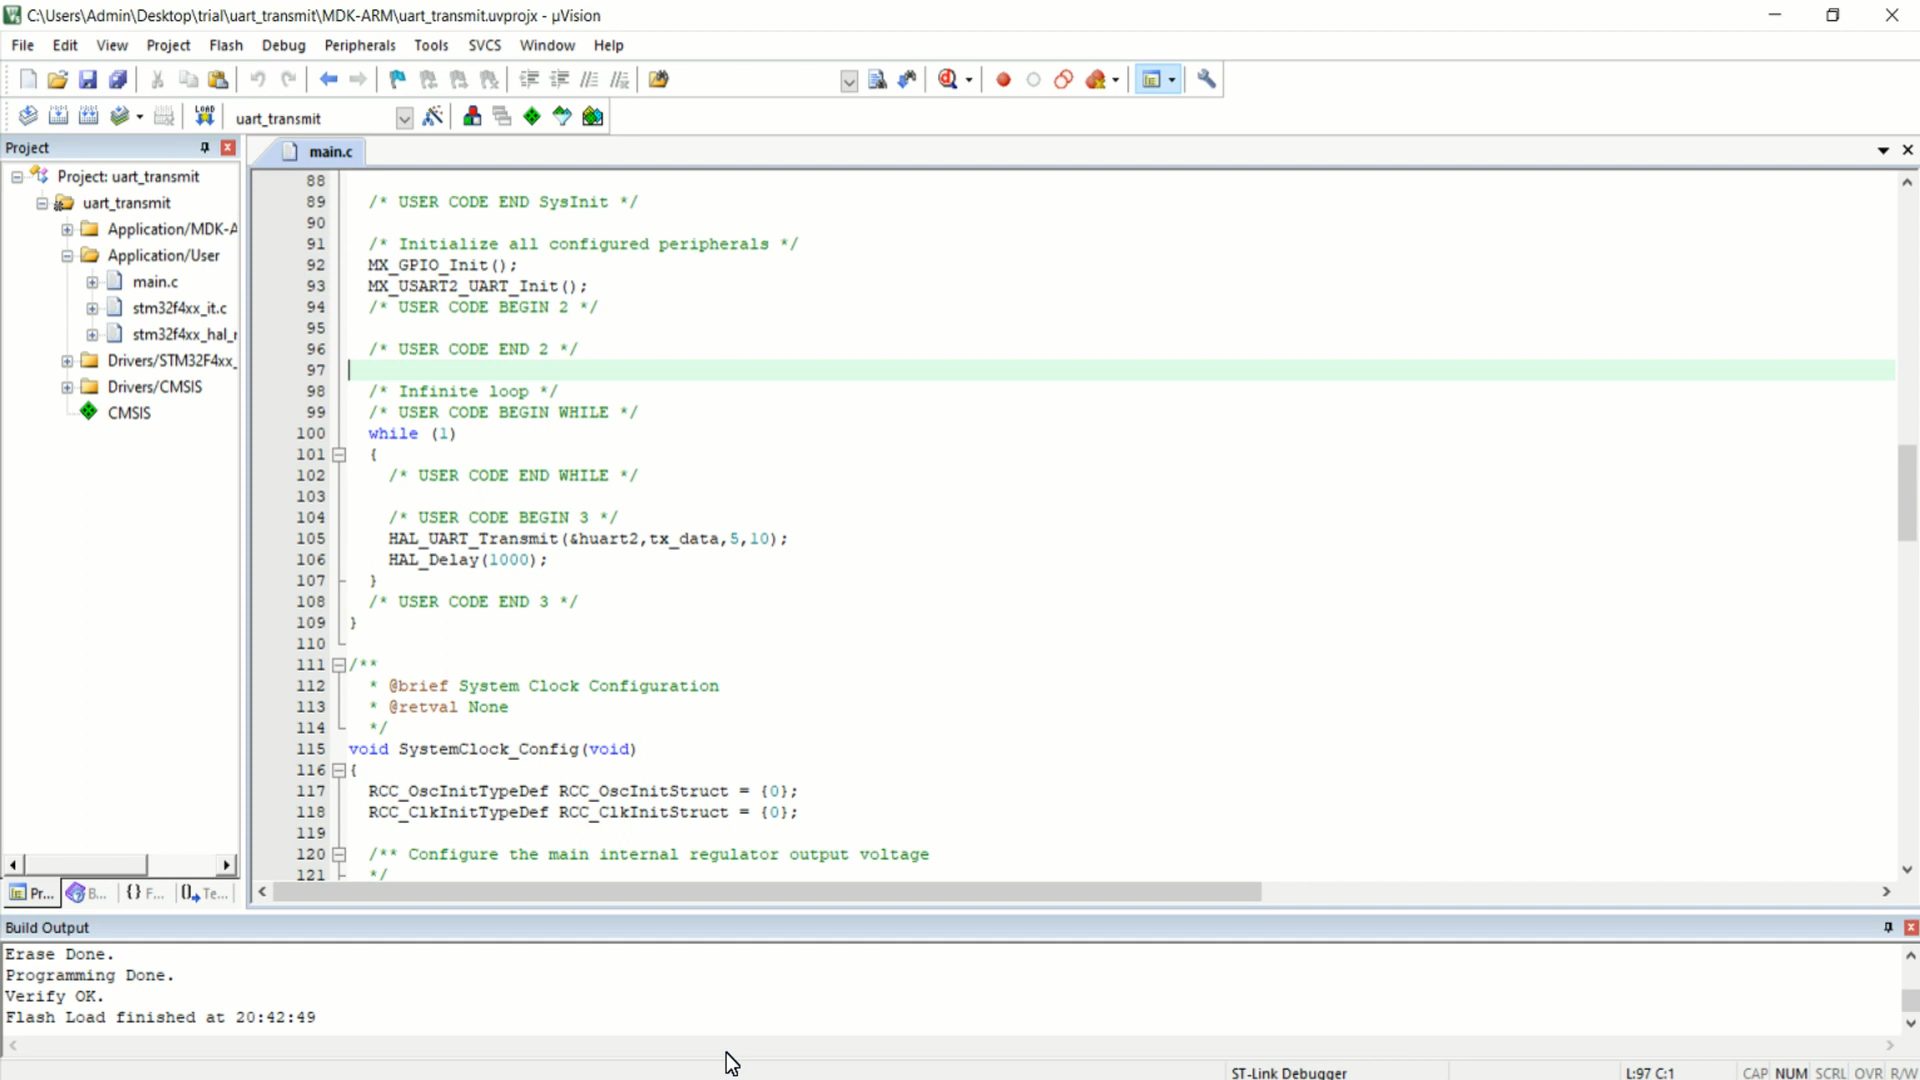 C:\Users\Admin\Desktop\trial\uart_transmit\MDK-ARM\uart_transmit.uvprojx - µVision
File Edit View Project Flash Debug Peripherals Tools SVCS Window Help
LOAD uart_transmit
Project
main.c
Project: uart_transmit
uart_transmit
Application/MDK-A
Application/User
main.c
stm32f4xx_it.c
stm32f4xx_hal_r
Drivers/STM32F4xx_
Drivers/CMSIS
CMSIS
Pr... B... {} F... Te...
88
89 /* USER CODE END SysInit */
90
91 /* Initialize all configured peripherals */
92 MX_GPIO_Init();
93 MX_USART2_UART_Init();
94 /* USER CODE BEGIN 2 */
95
96 /* USER CODE END 2 */
97
98 /* Infinite loop */
99 /* USER CODE BEGIN WHILE */
100 while (1)
101 {
102 /* USER CODE END WHILE */
103
104 /* USER CODE BEGIN 3 */
105 HAL_UART_Transmit(&huart2,tx_data,5,10);
106 HAL_Delay(1000);
107 }
108 /* USER CODE END 3 */
109 }
110
111 /**
112 * @brief System Clock Configuration
113 * @retval None
114 */
115 void SystemClock_Config(void)
116 {
117 RCC_OscInitTypeDef RCC_OscInitStruct = {0};
118 RCC_ClkInitTypeDef RCC_ClkInitStruct = {0};
119
120 /** Configure the main internal regulator output voltage
121 */
Build Output
Erase Done.
Programming Done.
Verify OK.
Flash Load finished at 20:42:49
ST-Link Debugger L:97 C:1 CAP NUM SCRL OVR R/W